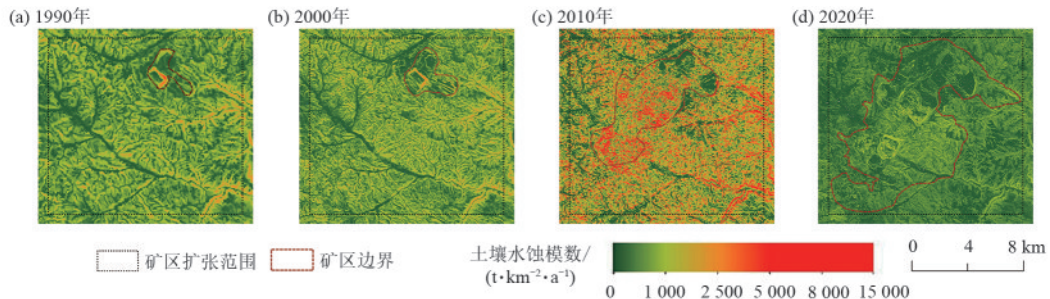 (a) 1990年
(b) 2000年
(c) 2010年
(d) 2020年
矿区扩张范围
矿区边界
土壤水蚀模数/
(t·km⁻²·a⁻¹)
0 1 000 2 500 5 000 8 000 15 000
0 4 8 km